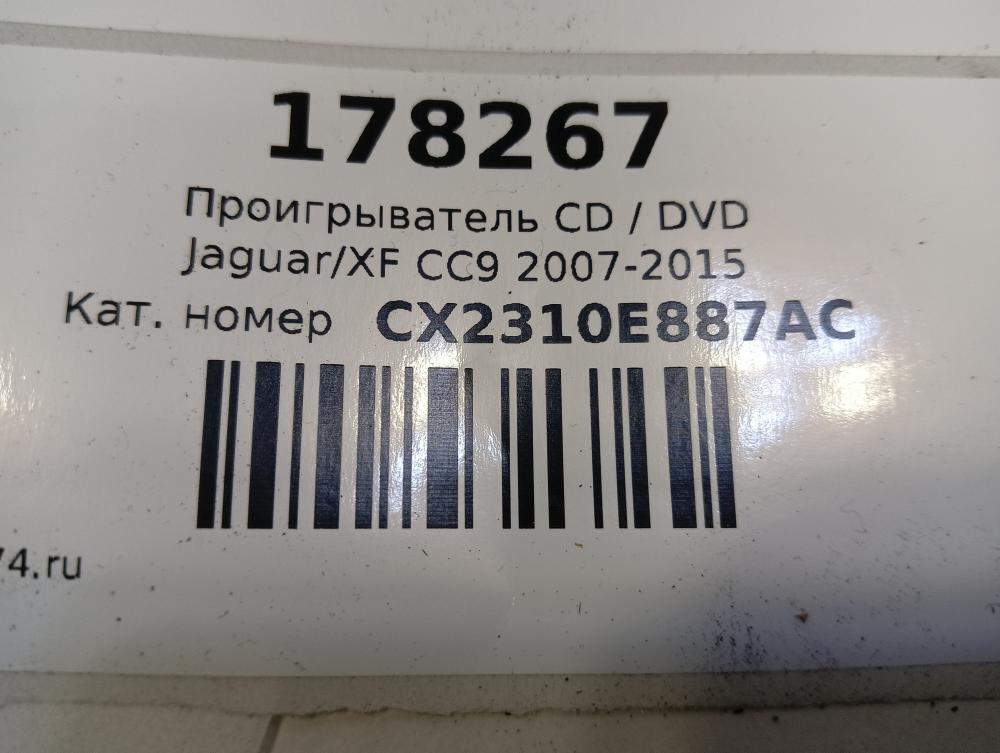 178267
Проигрыватель CD / DVD
Jaguar/XF CC9 2007-2015
Кат. номер CX2310E887AC
4.ru